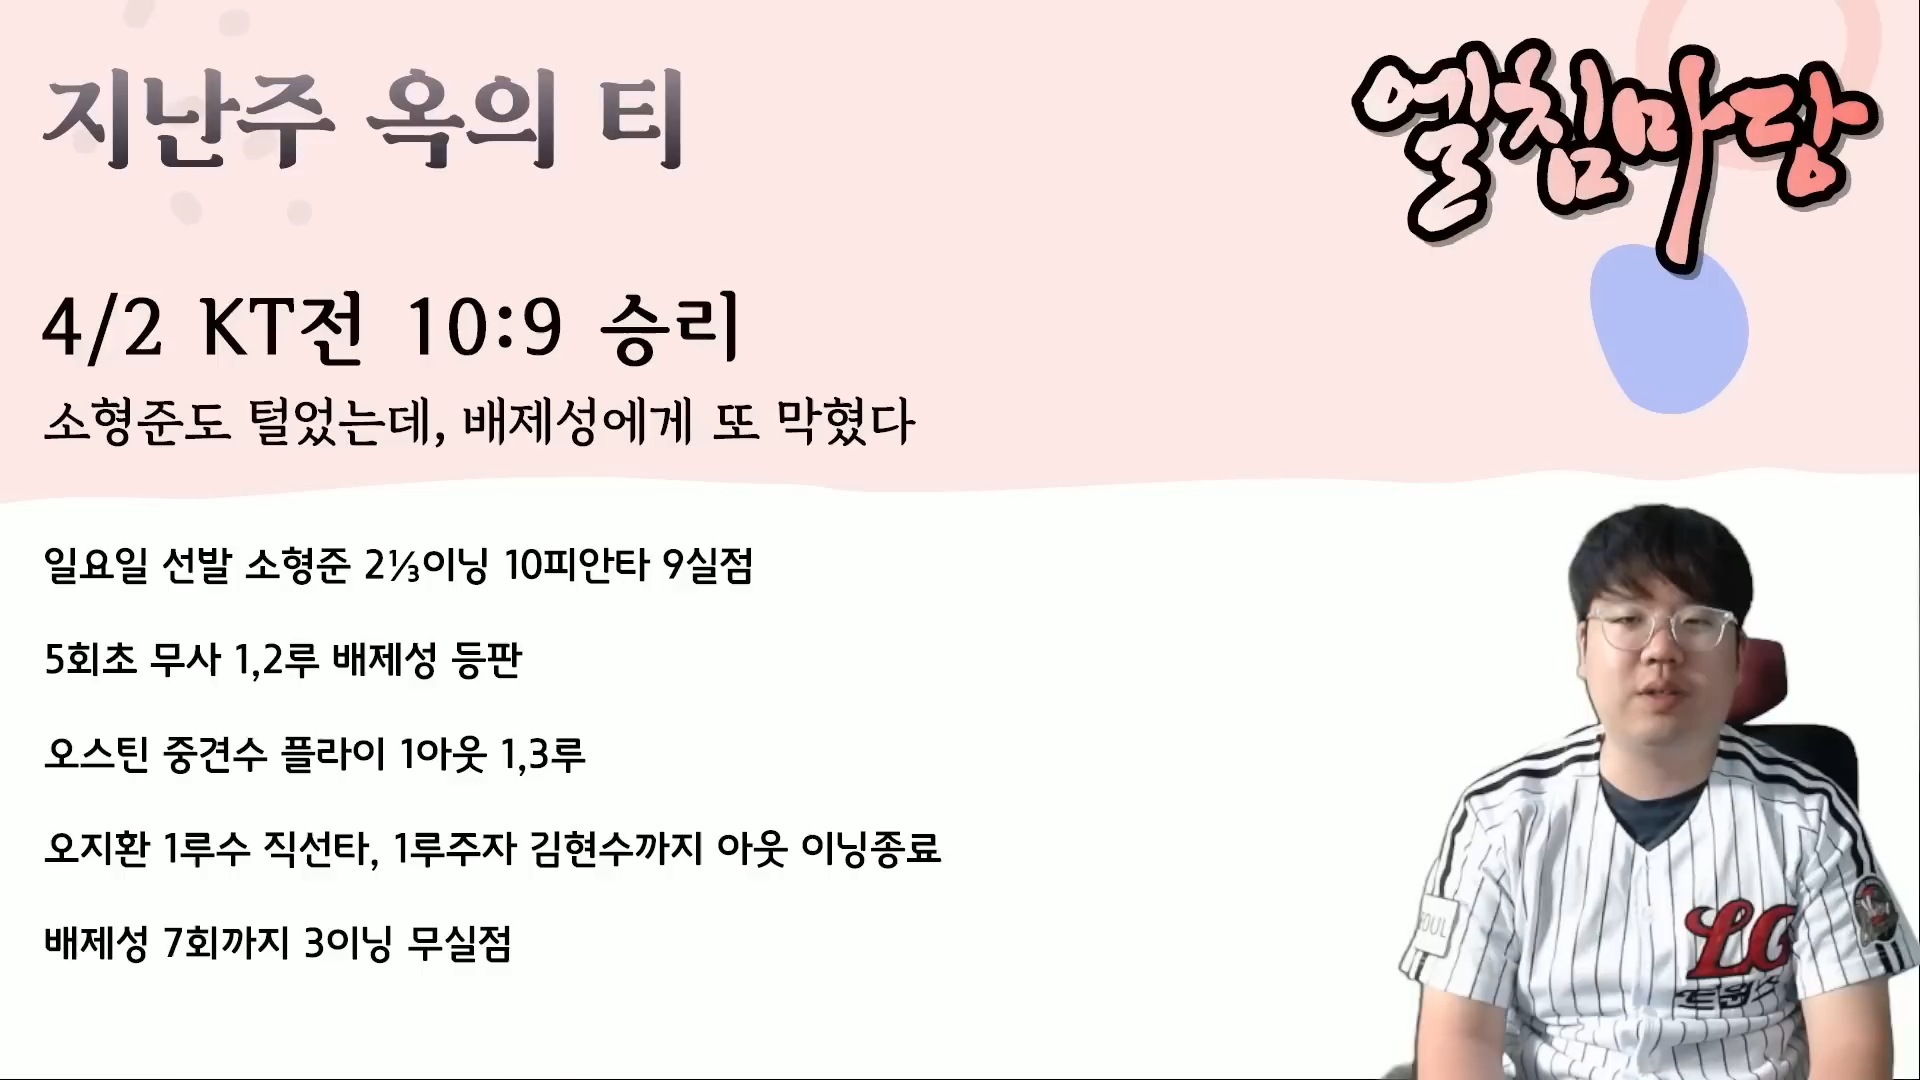 지난주 옥의 티
엘침마당
4/2 KT전 10:9 승리
소형준도 털었는데, 배제성에게 또 막혔다
일요일 선발 소형준 2⅓이닝 10피안타 9실점
5회초 무사 1,2루 배제성 등판
오스틴 중견수 플라이 1아웃 1,3루
오지환 1루수 직선타, 1루주자 김현수까지 아웃 이닝종료
배제성 7회까지 3이닝 무실점
SEOUL
LG
트윈스